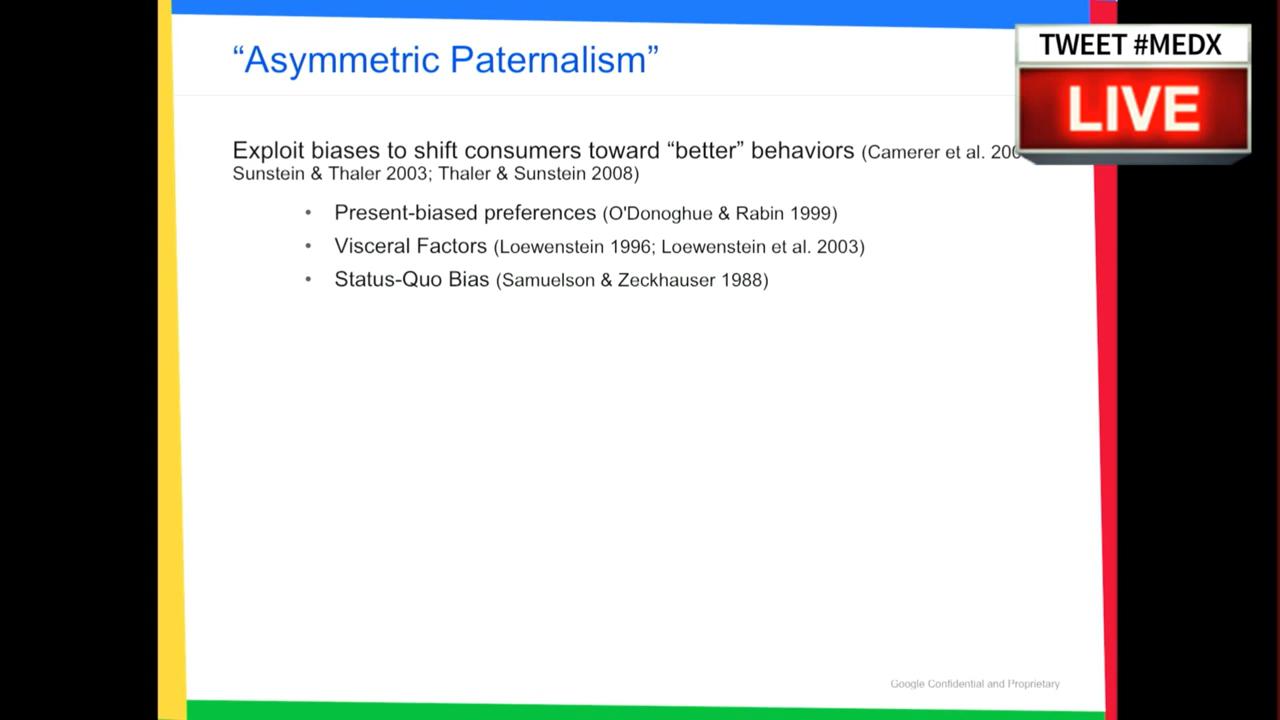 “Asymmetric Paternalism”
TWEET #MEDX
LIVE
Exploit biases to shift consumers toward “better” behaviors (Camerer et al.
Sunstein & Thaler 2003; Thaler & Sunstein 2008)
• Present-biased preferences (O'Donoghue & Rabin 1999)
• Visceral Factors (Loewenstein 1996; Loewenstein et al. 2003)
• Status-Quo Bias (Samuelson & Zeckhauser 1988)
Google Confidential and Proprietary